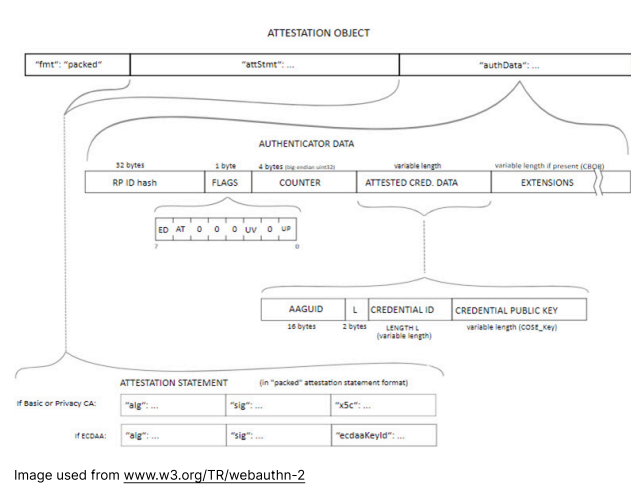 ATTESTATION OBJECT
"fmt": "packed" "attStmt": ... "authData": ...
AUTHENTICATOR DATA
32 bytes 1 byte 4 bytes (big-endian uint32) variable length variable length if present (CBOR)
RP ID hash FLAGS COUNTER ATTESTED CRED. DATA EXTENSIONS
ED AT 0 0 0 UV 0 UP
7 0
AAGUID L CREDENTIAL ID CREDENTIAL PUBLIC KEY
16 bytes 2 bytes LENGTH L variable length (COSE_Key)
(variable length)
ATTESTATION STATEMENT (in "packed" attestation statement format)
If Basic or Privacy CA: "alg": ... "sig": ... "x5c": ...
If ECDAA: "alg": ... "sig": ... "ecdaaKeyId": ...
Image used from www.w3.org/TR/webauthn-2